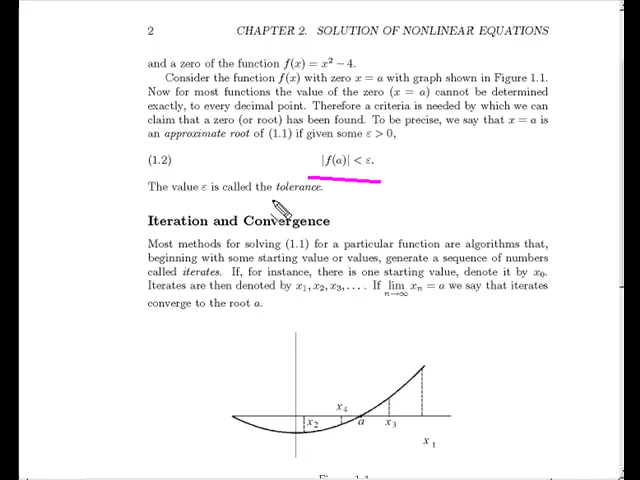 2 CHAPTER 2. SOLUTION OF NONLINEAR EQUATIONS
and a zero of the function f(x) = x² − 4.
Consider the function f(x) with zero x = a with graph shown in Figure 1.1.
Now for most functions the value of the zero (x = a) cannot be determined
exactly, to every decimal point. Therefore a criteria is needed by which we can
claim that a zero (or root) has been found. To be precise, we say that x = a is
an approximate root of (1.1) if given some ε > 0,
(1.2) |f(a)| < ε.
The value ε is called the tolerance.
Iteration and Convergence
Most methods for solving (1.1) for a particular function are algorithms that,
beginning with some starting value or values, generate a sequence of numbers
called iterates. If, for instance, there is one starting value, denote it by x₀.
Iterates are then denoted by x₁, x₂, x₃, . . . . If lim n→∞ xₙ = a we say that iterates
converge to the root a.
x₄
x₂ a x₃
x₁